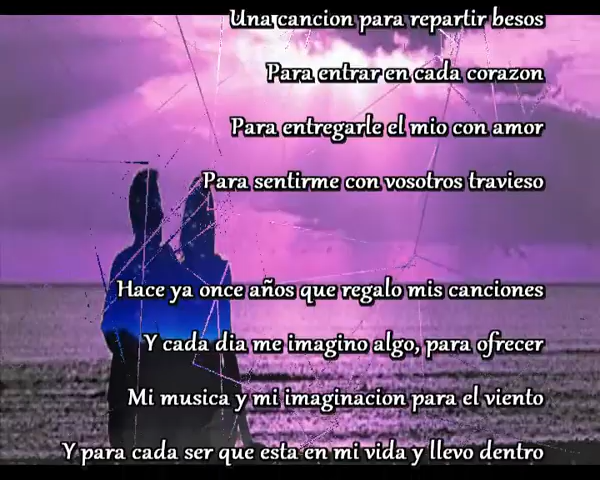 Una cancion para repartir besos
Para entrar en cada corazon
Para entregarle el mio con amor
Para sentirme con vosotros travieso
Hace ya once años que regalo mis canciones
Y cada dia me imagino algo, para ofrecer
Mi musica y mi imaginacion para el viento
Y para cada ser que esta en mi vida y llevo dentro